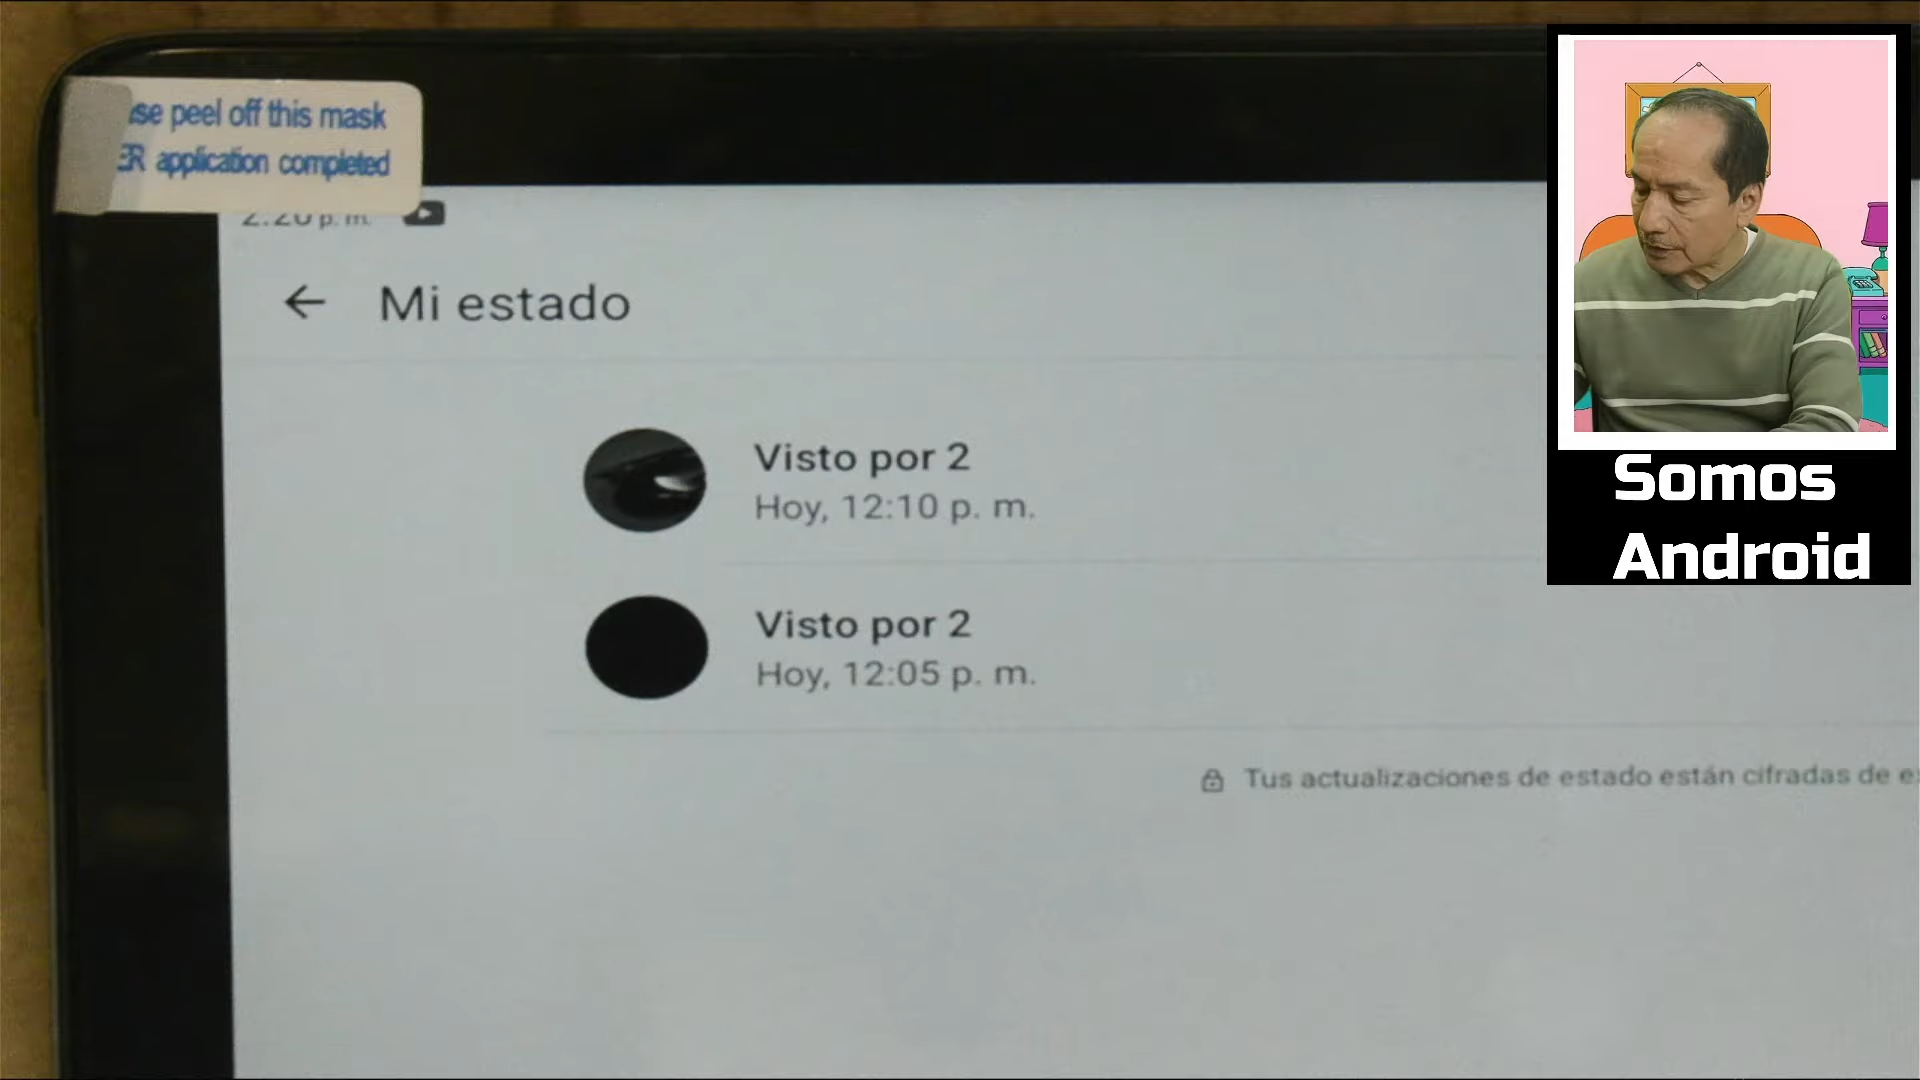 peel off this mask
application completed
p. m.
Mi estado
Visto por 2
Hoy, 12:10 p. m.
Visto por 2
Hoy, 12:05 p. m.
Tus actualizaciones de estado están cifradas de
Somos
Android